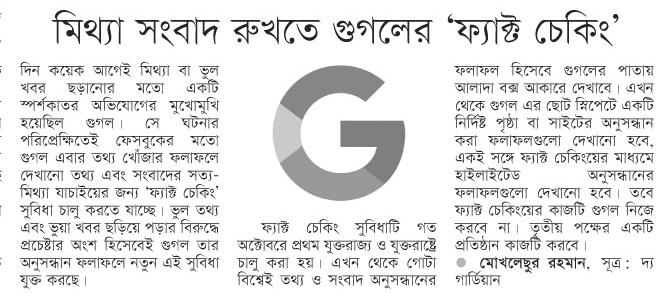 মিথ্যা সংবাদ রুখতে গুগলের ‘ফ্যাক্ট চেকিং’
দিন কয়েক আগেই মিথ্যা বা ভুল
খবর ছড়ানোর মতো একটি
স্পর্শকাতর অভিযোগের মুখোমুখি
হয়েছিল গুগল। সে ঘটনার
পরিপ্রেক্ষিতেই ফেসবুকের মতো
গুগল এবার তথ্য খোঁজার ফলাফলে
দেখানো তথ্য এবং সংবাদের সত্য-
মিথ্যা যাচাইয়ের জন্য ‘ফ্যাক্ট চেকিং’
সুবিধা চালু করতে যাচ্ছে। ভুল তথ্য
এবং ভুয়া খবর ছড়িয়ে পড়ার বিরুদ্ধে
প্রচেষ্টার অংশ হিসেবেই গুগল তার
অনুসন্ধান ফলাফলে নতুন এই সুবিধা
যুক্ত করছে।
ফ্যাক্ট চেকিং সুবিধাটি গত
অক্টোবরে প্রথম যুক্তরাজ্য ও যুক্তরাষ্ট্রে
চালু করা হয়। এখন থেকে গোটা
বিশ্বেই তথ্য ও সংবাদ অনুসন্ধানের
ফলাফল হিসেবে গুগলের পাতায়
আলাদা বক্স আকারে দেখাবে। এখন
থেকে গুগল এর ছোট স্নিপেটে একটি
নির্দিষ্ট পৃষ্ঠা বা সাইটের অনুসন্ধান
করা ফলাফলগুলো দেখানো হবে,
একই সঙ্গে ফ্যাক্ট চেকিংয়ের মাধ্যমে
হাইলাইটেড অনুসন্ধানের
ফলাফলগুলো দেখানো হবে। তবে
ফ্যাক্ট চেকিংয়ের কাজটি গুগল নিজে
করবে না। তৃতীয় পক্ষের একটি
প্রতিষ্ঠান কাজটি করবে।
● মোখলেছুর রহমান, সূত্র: দ্য
গার্ডিয়ান